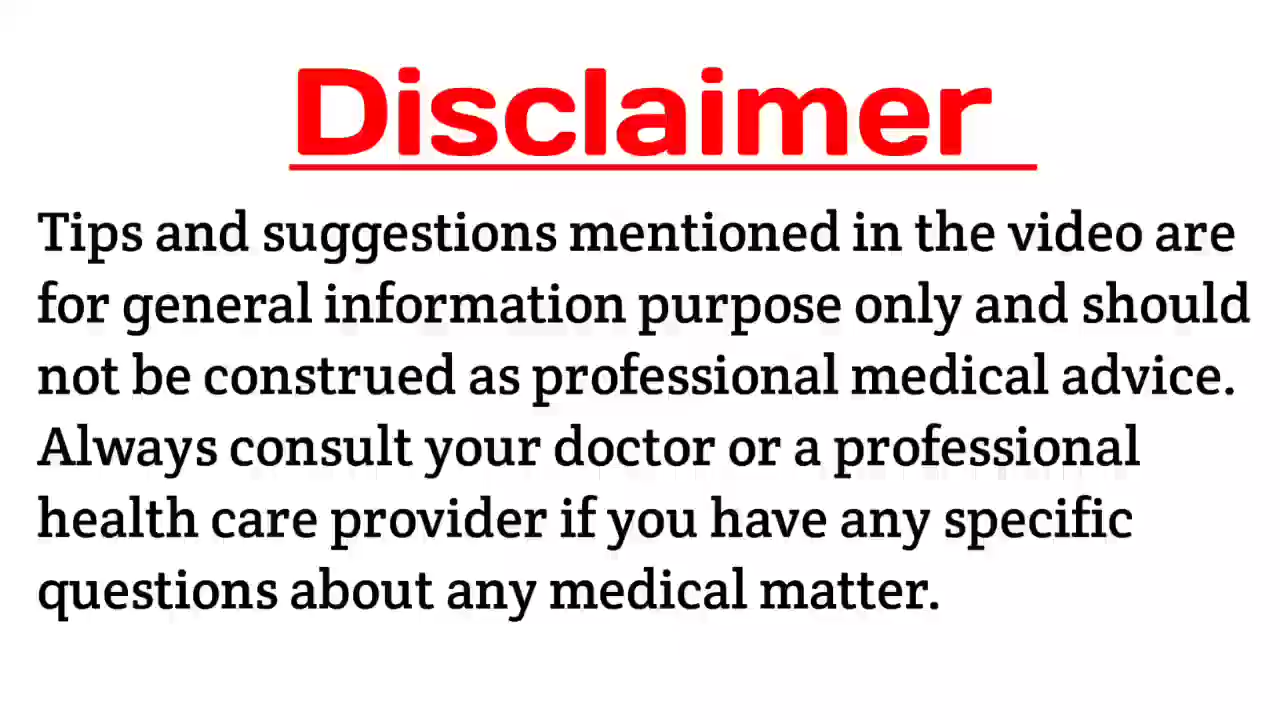 Disclaimer
Tips and suggestions mentioned in the video are
for general information purpose only and should
not be construed as professional medical advice.
Always consult your doctor or a professional
health care provider if you have any specific
questions about any medical matter.